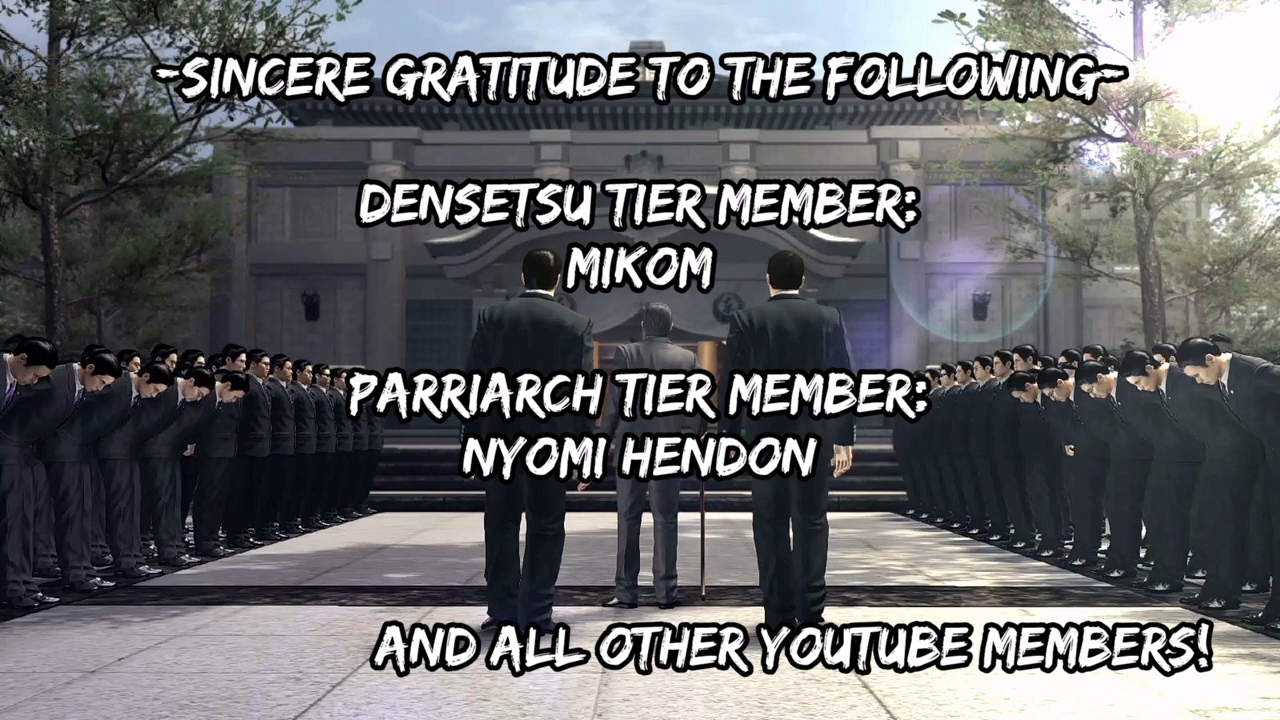 -SINCERE GRATITUDE TO THE FOLLOWING-
DENSETSU TIER MEMBER:
MIKOM
PARRIARCH TIER MEMBER:
NYOMI HENDON
AND ALL OTHER YOUTUBE MEMBERS!